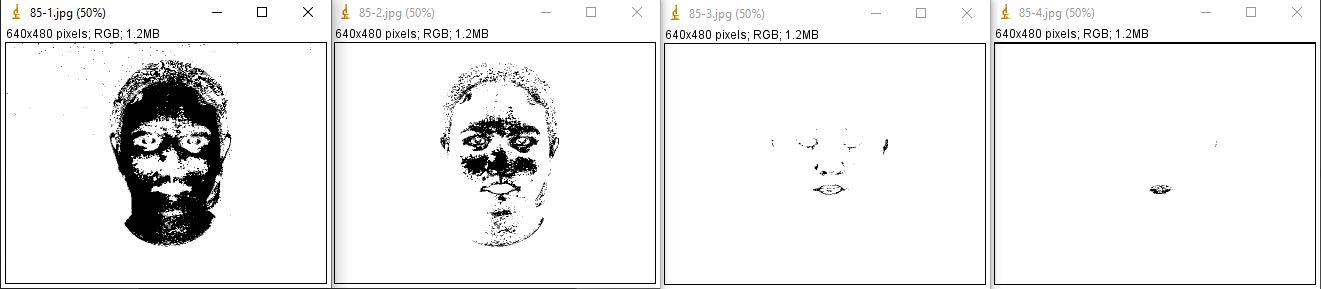 85-1.jpg (50%)
640x480 pixels; RGB; 1.2MB
85-2.jpg (50%)
640x480 pixels; RGB; 1.2MB
85-3.jpg (50%)
640x480 pixels; RGB; 1.2MB
85-4.jpg (50%)
640x480 pixels; RGB; 1.2MB